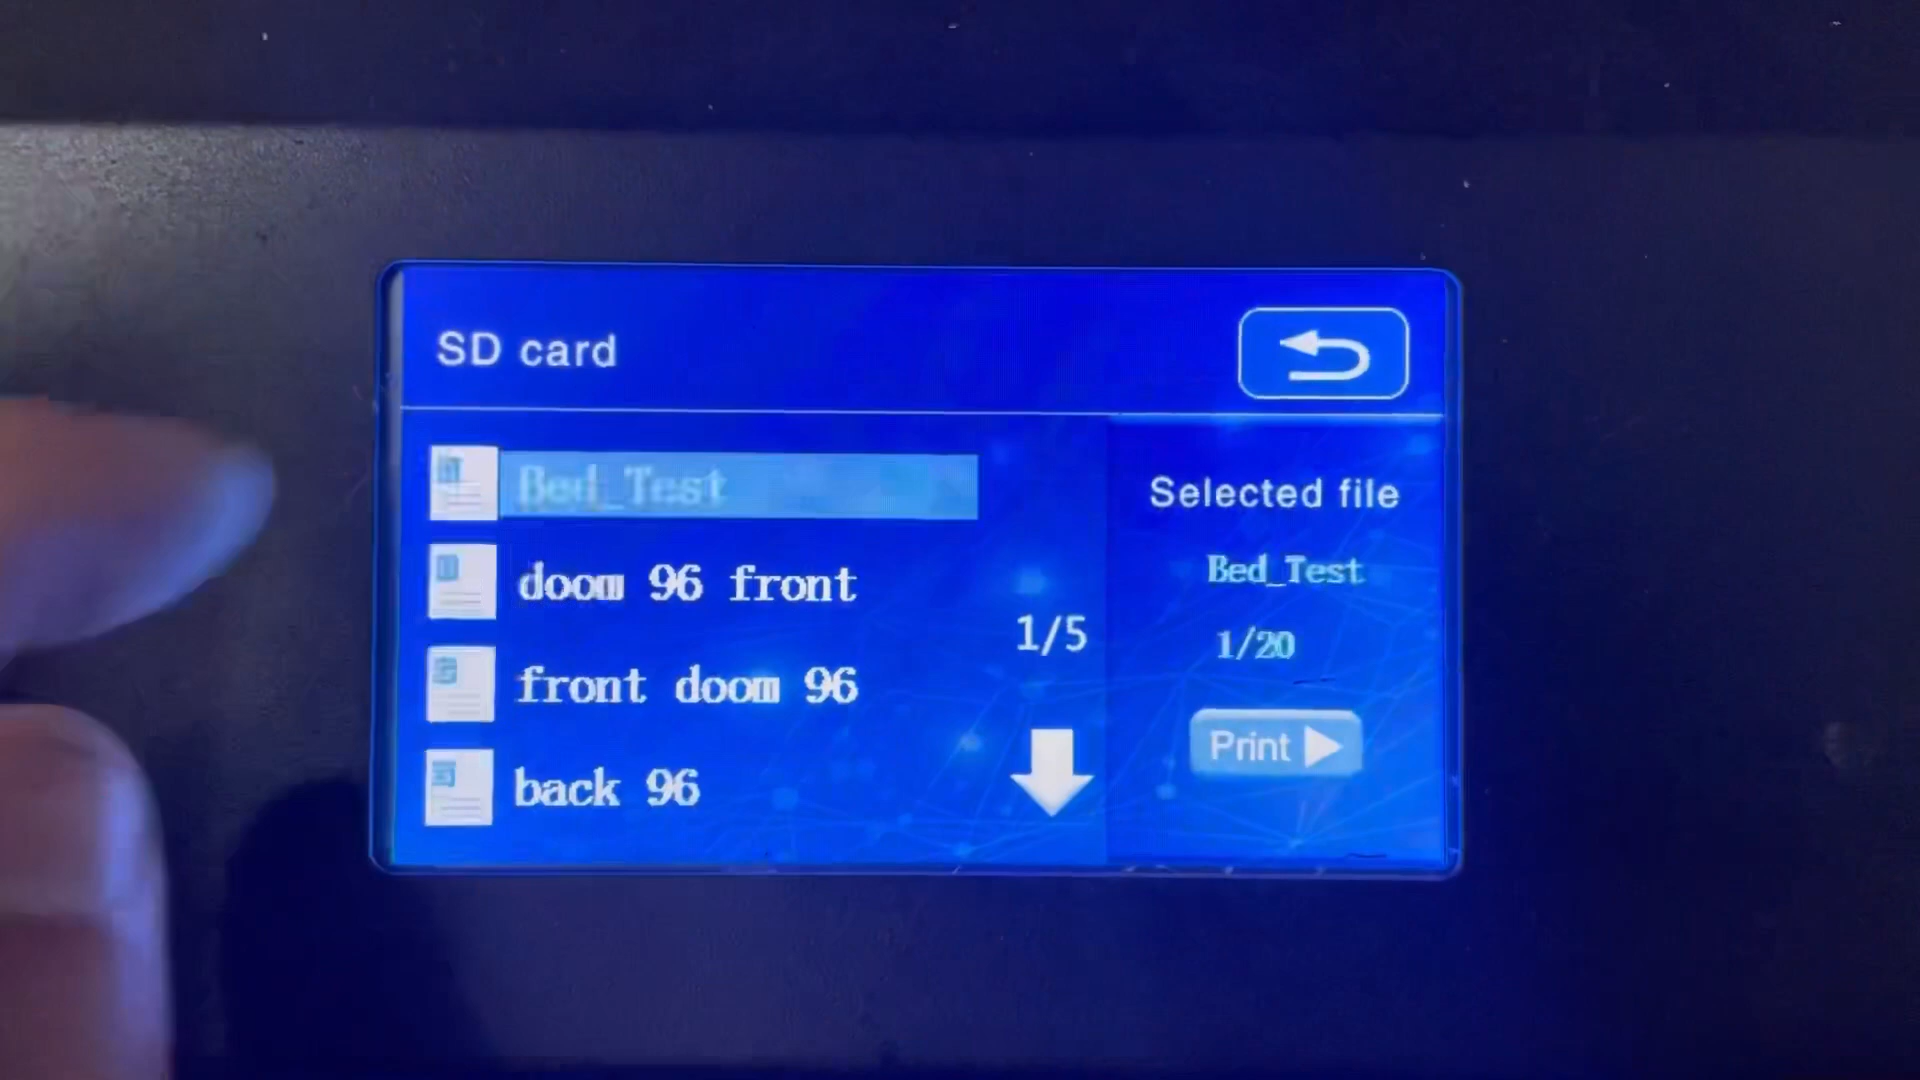 SD card
Bed_Test
doom 96 front
front doom 96
back 96
1/5
Selected file
Bed_Test
1/20
Print